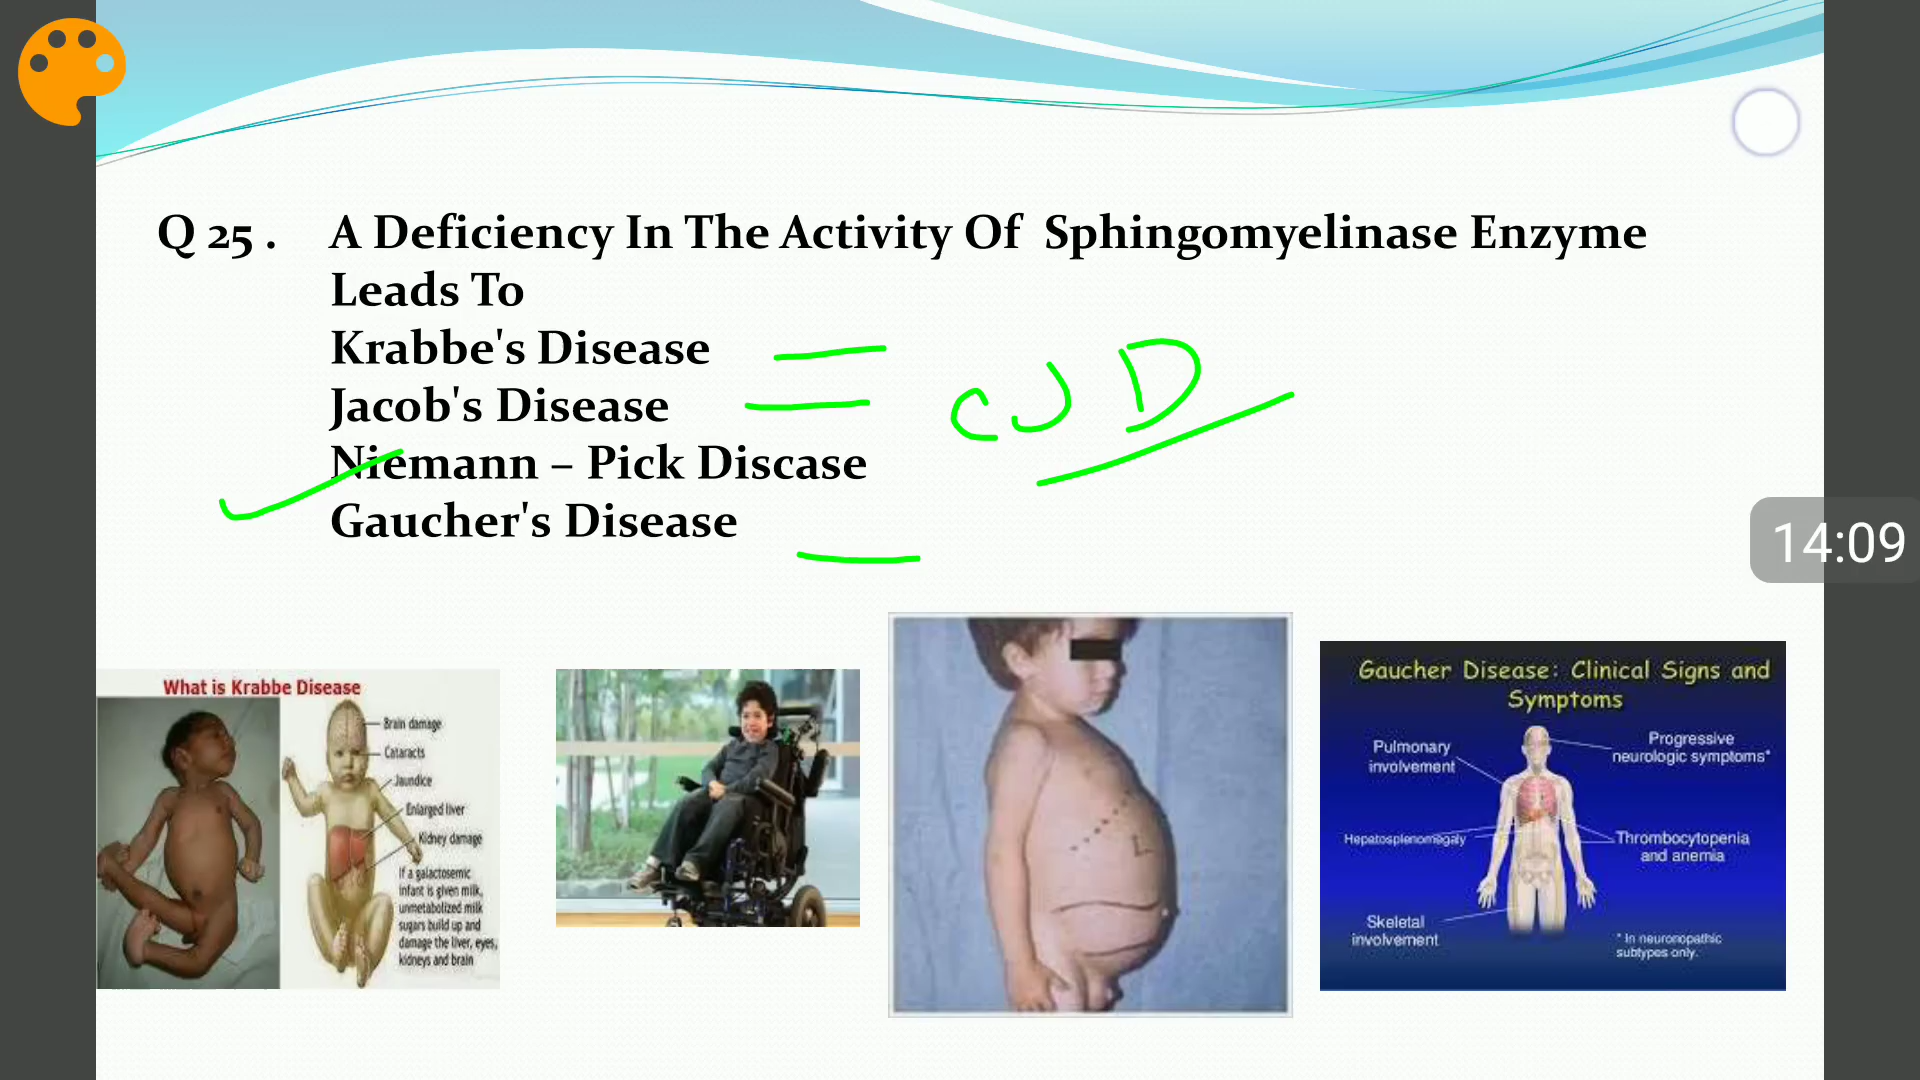 Q 25 . A Deficiency In The Activity Of Sphingomyelinase Enzyme
Leads To
Krabbe's Disease
Jacob's Disease
CJD
Niemann – Pick Discase
Gaucher's Disease
14:09
What is Krabbe Disease
Brain damage
Cataracts
Jaundice
Enlarged liver
Kidney damage
If a galactosemic
infant is given milk,
unmetabolized milk
sugars build up and
damage the liver, eyes,
kidneys and brain
Gaucher Disease: Clinical Signs and
Symptoms
Pulmonary
involvement
Progressive
neurologic symptoms*
Hepatosplenomegaly
Thrombocytopenia
and anemia
Skeletal
involvement
* In neuronopathic
subtypes only.